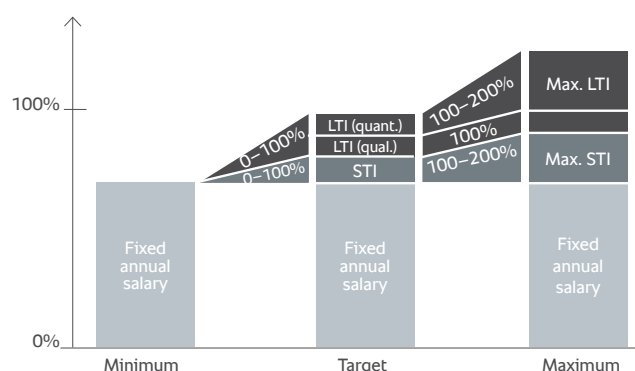 100%
0%
0–100%
0–100%
LTI (quant.)
LTI (qual.)
STI
100–200%
100%
100–200%
Max. LTI
Max. STI
Fixed
annual
salary
Fixed
annual
salary
Fixed
annual
salary
Minimum
Target
Maximum